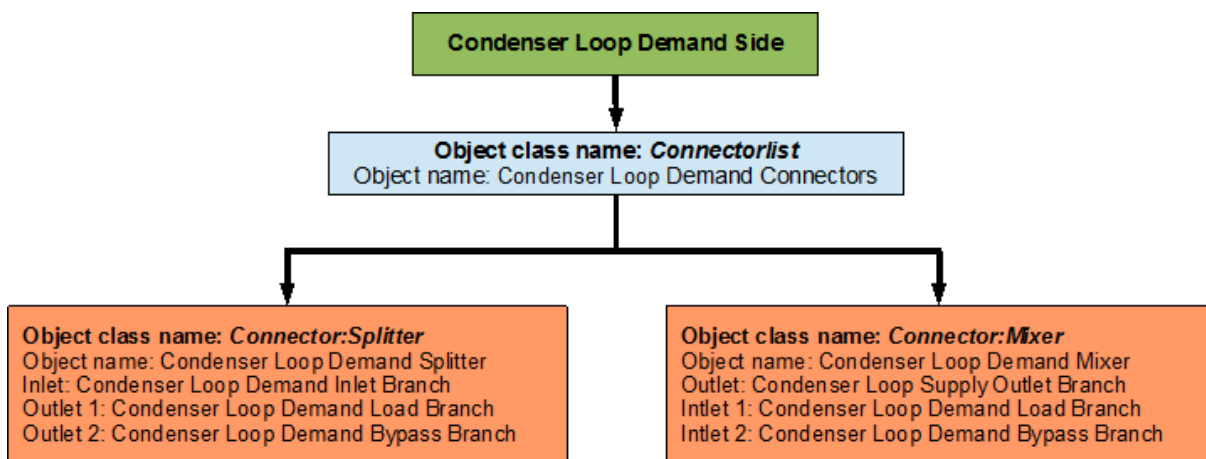 Condenser Loop Demand Side
Object class name: Connectorlist
Object name: Condenser Loop Demand Connectors
Object class name: Connector:Splitter
Object name: Condenser Loop Demand Splitter
Inlet: Condenser Loop Demand Inlet Branch
Outlet 1: Condenser Loop Demand Load Branch
Outlet 2: Condenser Loop Demand Bypass Branch
Object class name: Connector:Mixer
Object name: Condenser Loop Demand Mixer
Outlet: Condenser Loop Supply Outlet Branch
Intlet 1: Condenser Loop Demand Load Branch
Intlet 2: Condenser Loop Demand Bypass Branch